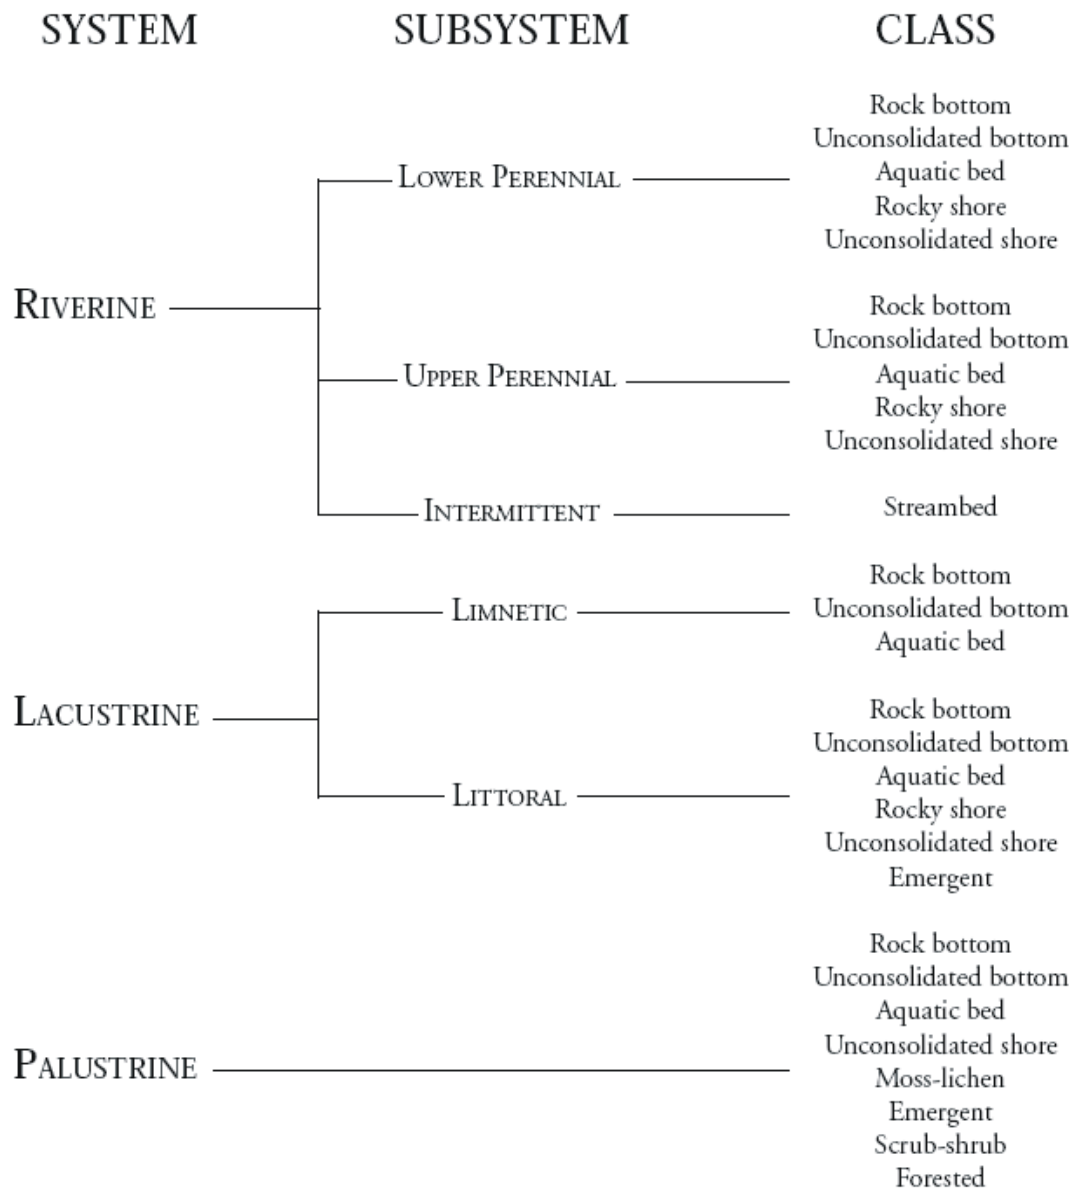 SYSTEM SUBSYSTEM CLASS
Rock bottom
Unconsolidated bottom
LOWER PERENNIAL Aquatic bed
Rocky shore
Unconsolidated shore
RIVERINE Rock bottom
Unconsolidated bottom
UPPER PERENNIAL Aquatic bed
Rocky shore
Unconsolidated shore
INTERMITTENT Streambed
Rock bottom
LIMNETIC Unconsolidated bottom
Aquatic bed
LACUSTRINE Rock bottom
Unconsolidated bottom
Aquatic bed
LITTORAL Rocky shore
Unconsolidated shore
Emergent
Rock bottom
Unconsolidated bottom
Aquatic bed
Unconsolidated shore
PALUSTRINE Moss-lichen
Emergent
Scrub-shrub
Forested